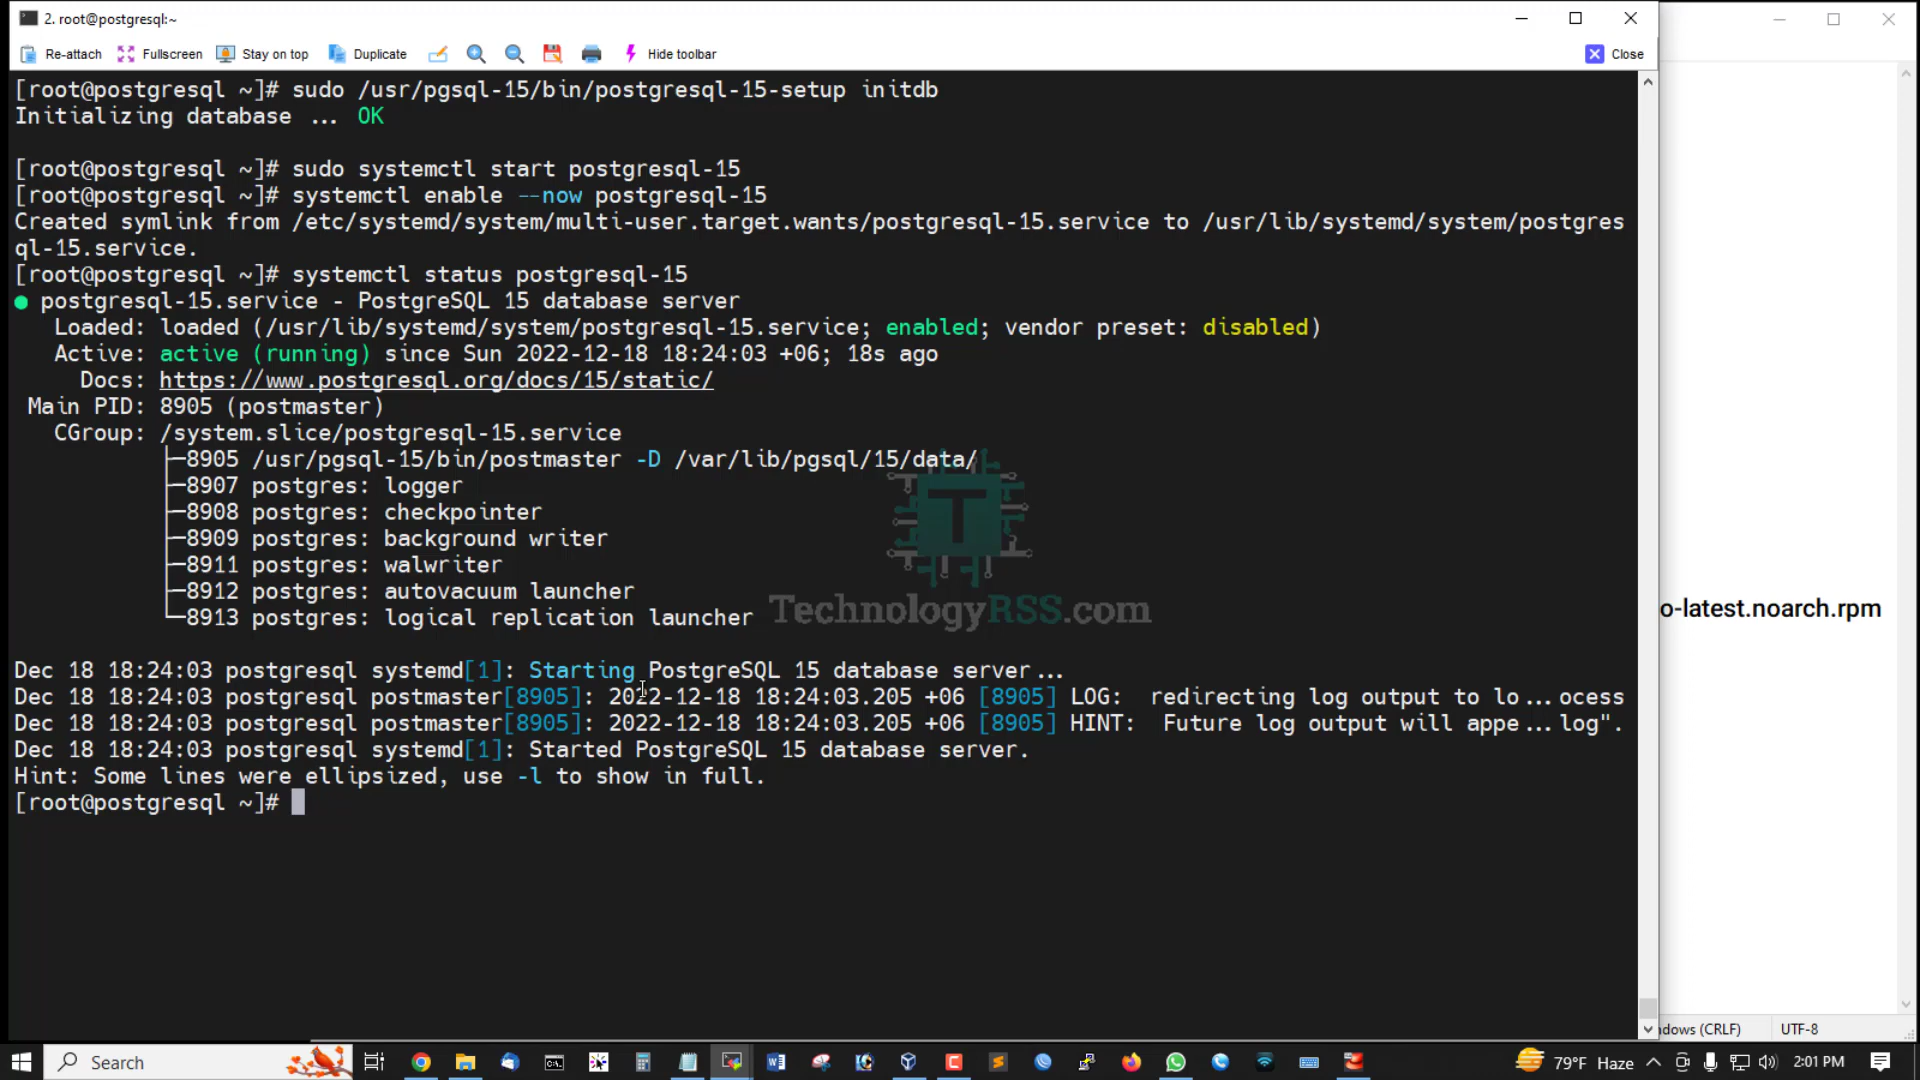 2. root@postgresql:~
Re-attach Fullscreen Stay on top Duplicate Hide toolbar Close
[root@postgresql ~]# sudo /usr/pgsql-15/bin/postgresql-15-setup initdb
Initializing database ... OK
[root@postgresql ~]# sudo systemctl start postgresql-15
[root@postgresql ~]# systemctl enable --now postgresql-15
Created symlink from /etc/systemd/system/multi-user.target.wants/postgresql-15.service to /usr/lib/systemd/system/postgres
ql-15.service.
[root@postgresql ~]# systemctl status postgresql-15
● postgresql-15.service - PostgreSQL 15 database server
Loaded: loaded (/usr/lib/systemd/system/postgresql-15.service; enabled; vendor preset: disabled)
Active: active (running) since Sun 2022-12-18 18:24:03 +06; 18s ago
Docs: https://www.postgresql.org/docs/15/static/
Main PID: 8905 (postmaster)
CGroup: /system.slice/postgresql-15.service
├─8905 /usr/pgsql-15/bin/postmaster -D /var/lib/pgsql/15/data/
├─8907 postgres: logger
├─8908 postgres: checkpointer
├─8909 postgres: background writer
├─8911 postgres: walwriter
├─8912 postgres: autovacuum launcher
└─8913 postgres: logical replication launcher
T
TechnologyRSS.com
o-latest.noarch.rpm
Dec 18 18:24:03 postgresql systemd[1]: Starting PostgreSQL 15 database server...
Dec 18 18:24:03 postgresql postmaster[8905]: 2022-12-18 18:24:03.205 +06 [8905] LOG:  redirecting log output to lo...ocess
Dec 18 18:24:03 postgresql postmaster[8905]: 2022-12-18 18:24:03.205 +06 [8905] HINT:  Future log output will appe...log".
Dec 18 18:24:03 postgresql systemd[1]: Started PostgreSQL 15 database server.
Hint: Some lines were ellipsized, use -l to show in full.
[root@postgresql ~]#
ndows (CRLF) UTF-8
Search 79°F Haze 2:01 PM